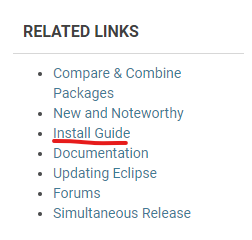 RELATED LINKS
Compare & Combine
Packages
New and Noteworthy
Install Guide
Documentation
Updating Eclipse
Forums
Simultaneous Release